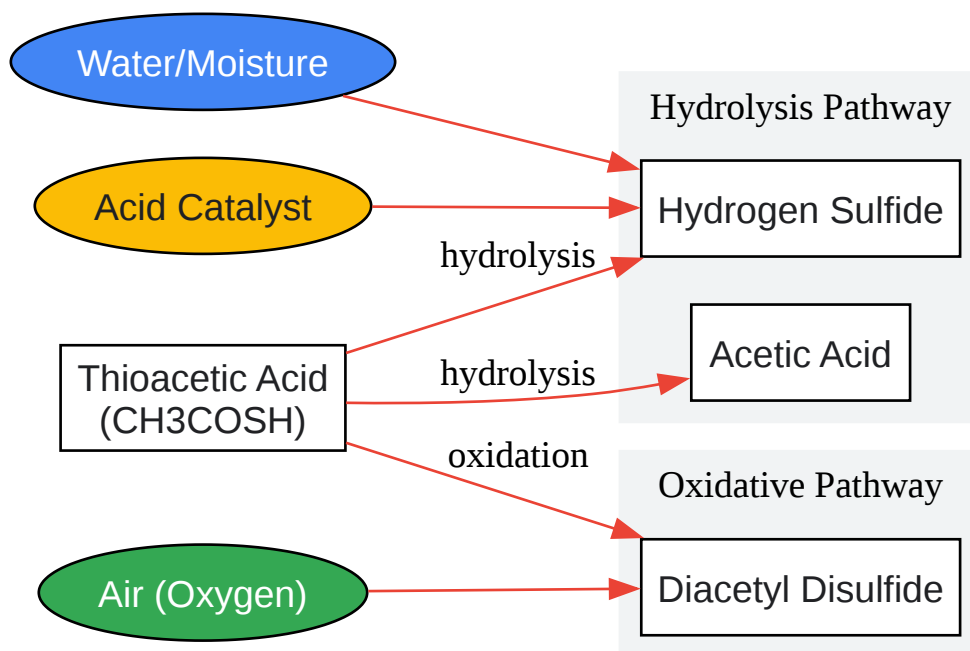 Water/Moisture
Hydrolysis Pathway
Acid Catalyst
Hydrogen Sulfide
hydrolysis
Acetic Acid
Thioacetic Acid
(CH3COSH)
hydrolysis
oxidation
Oxidative Pathway
Air (Oxygen)
Diacetyl Disulfide